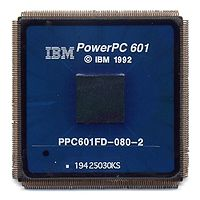 IBM PowerPC 601
© IBM 1992
PPC601FD-080-2
19425030KS